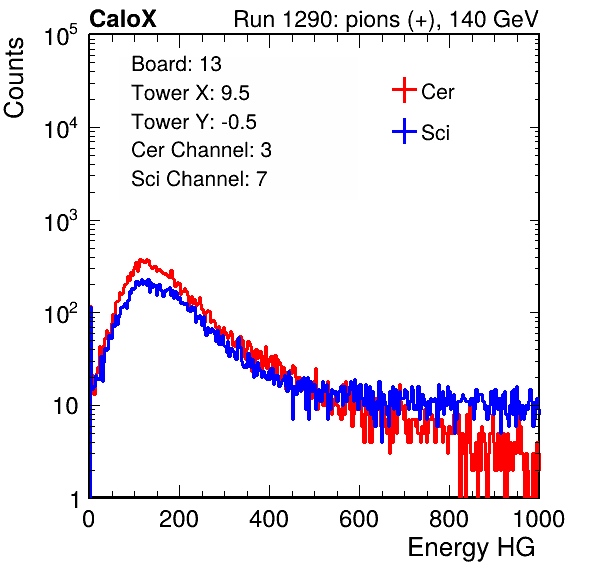 CaloX Run 1290: pions (+), 140 GeV
Counts
10^5
10^4
10^3
10^2
10
1
Board: 13
Tower X: 9.5
Tower Y: -0.5
Cer Channel: 3
Sci Channel: 7
Cer
Sci
0 200 400 600 800 1000
Energy HG